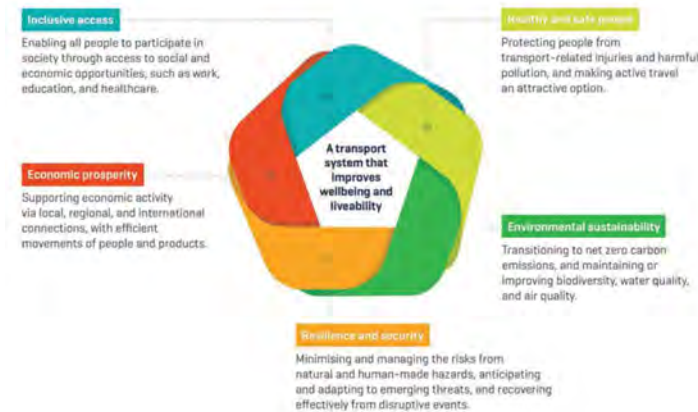 Inclusive access
Enabling all people to participate in
society through access to social and
economic opportunities, such as work,
education, and healthcare.
Healthy and safe people
Protecting people from
transport-related injuries and harmful
pollution, and making active travel
an attractive option.
A transport
system that
improves
wellbeing and
liveability
Economic prosperity
Supporting economic activity
via local, regional, and international
connections, with efficient
movements of people and products.
Environmental sustainability
Transitioning to net zero carbon
emissions, and maintaining or
improving biodiversity, water quality,
and air quality.
Resilience and security
Minimising and managing the risks from
natural and human-made hazards, anticipating
and adapting to emerging threats, and recovering
effectively from disruptive events.